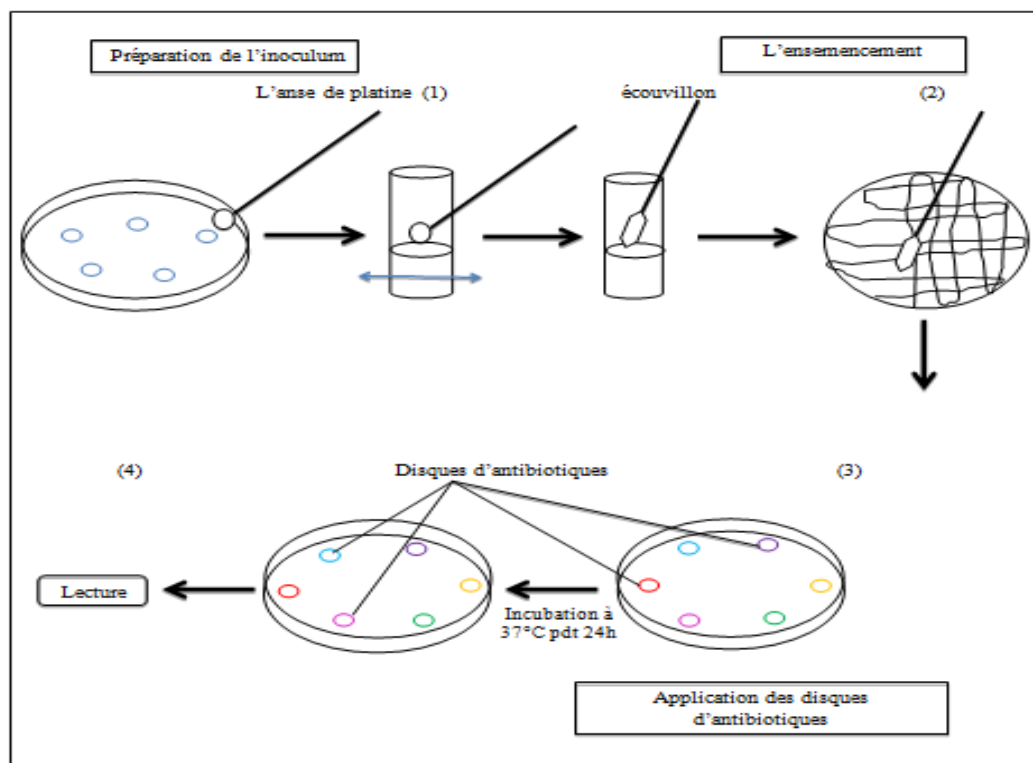 Préparation de l'inoculum
L'ensemencement
L'anse de platine (1)
écouvillon
(2)
(4)
Disques d'antibiotiques
(3)
Lecture
Incubation à
37°C pdt 24h
Application des disques
d'antibiotiques